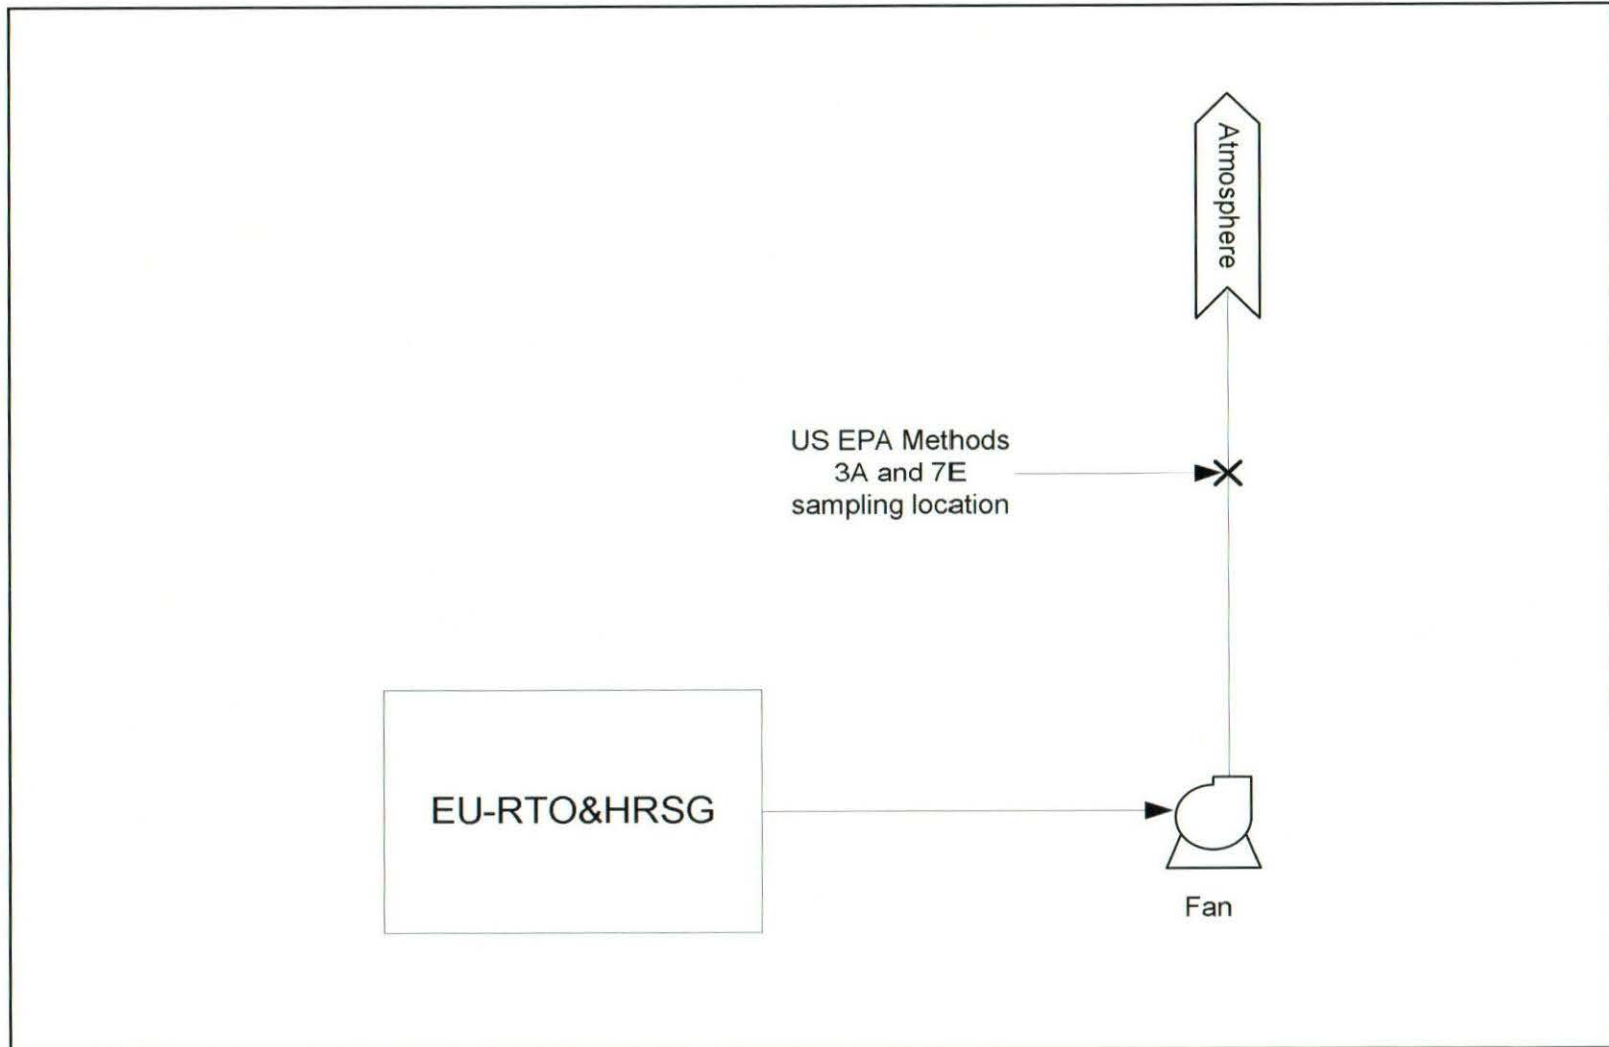 Atmosphere
US EPA Methods
3A and 7E
sampling location
EU-RTO&HRSG
Fan